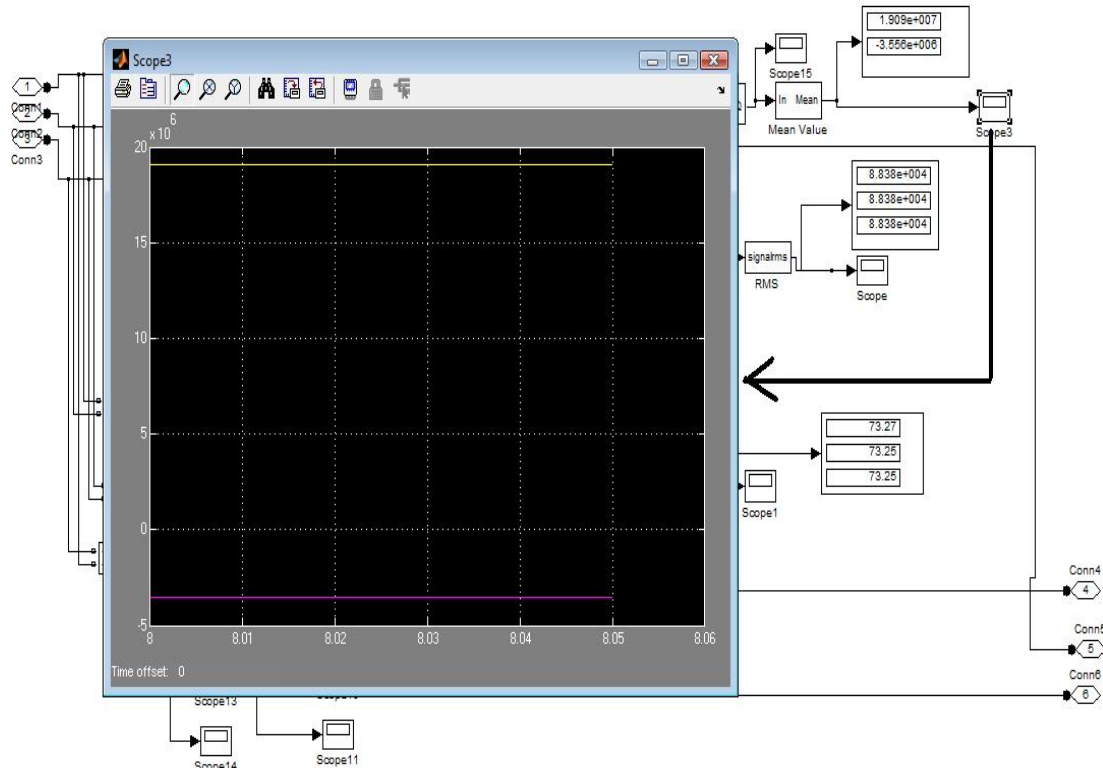 Scope3
1
Conn1
2
Conn2
3
Conn3
x 10
6
20
15
10
5
0
-5
8
8.01
8.02
8.03
8.04
8.05
8.06
Time offset: 0
Scope15
In Mean
Mean Value
1.909e+007
-3.556e+006
Scope3
8.838e+004
8.838e+004
8.838e+004
signalrms
RMS
Scope
73.27
73.25
73.25
Scope1
Conn4
4
Conn5
5
Conn6
6
Scope13
Scope14
Scope11